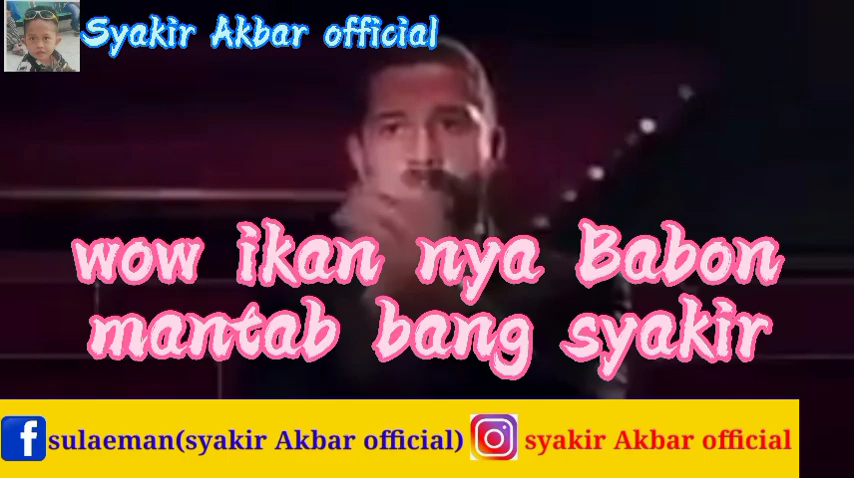 Syakir Akbar official
wow ikan nya Babon
mantab bang syakir
sulaeman(syakir Akbar official) syakir Akbar official